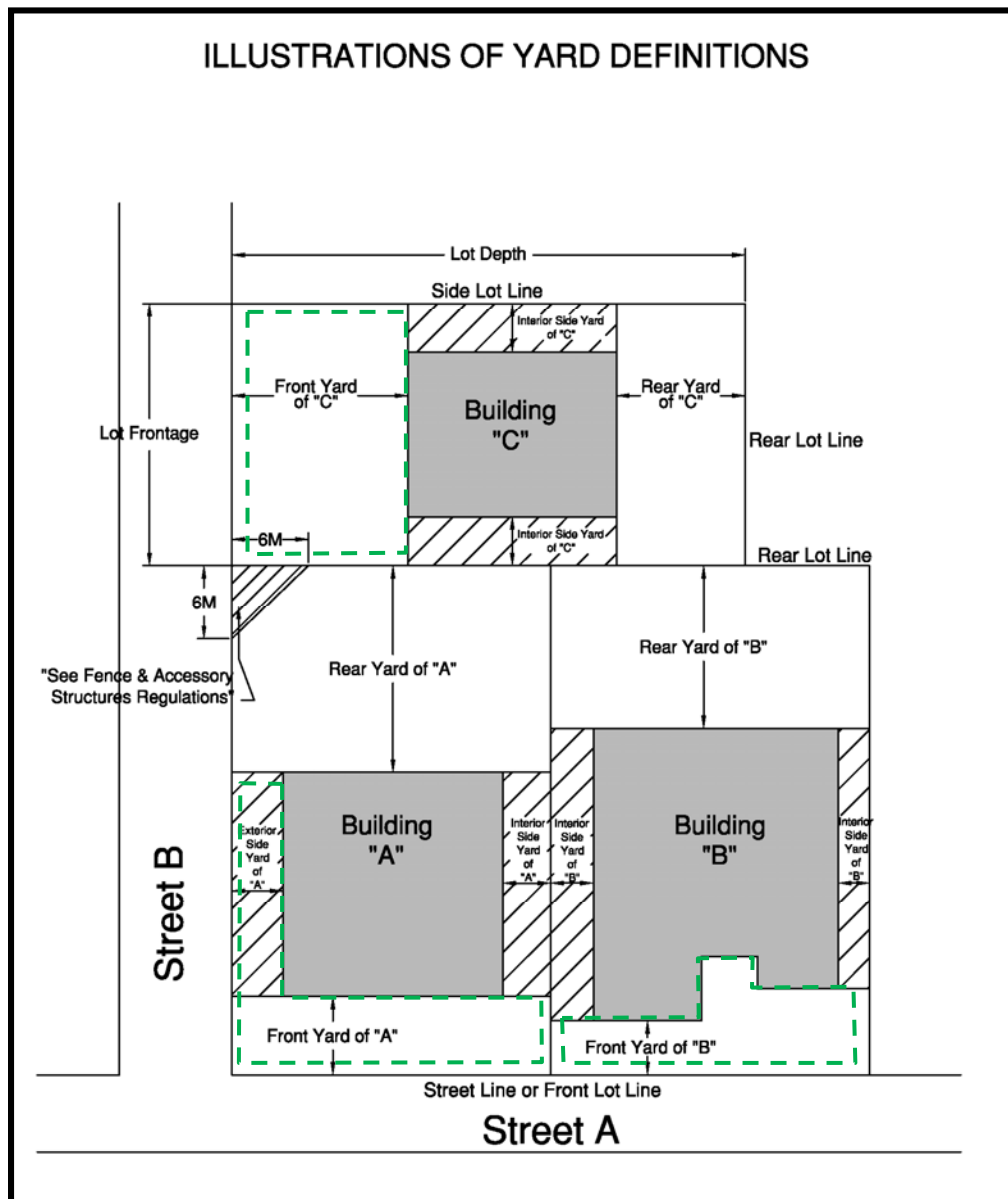 ILLUSTRATIONS OF YARD DEFINITIONS
Lot Depth
Side Lot Line
Interior Side Yard
of "C"
Front Yard
of "C"
Rear Yard
of "C"
Building
"C"
Lot Frontage
Rear Lot Line
Interior Side Yard
of "C"
6M
Rear Lot Line
6M
Rear Yard of "A"
Rear Yard of "B"
"See Fence & Accessory
Structures Regulations"
Building
"A"
Building
"B"
Exterior
Side
Yard
of
"A"
Interior
Side
Yard
of
"A"
Interior
Side
Yard
of
"B"
Interior
Side
Yard
of
"B"
Street B
Front Yard of "A"
Front Yard of "B"
Street Line or Front Lot Line
Street A